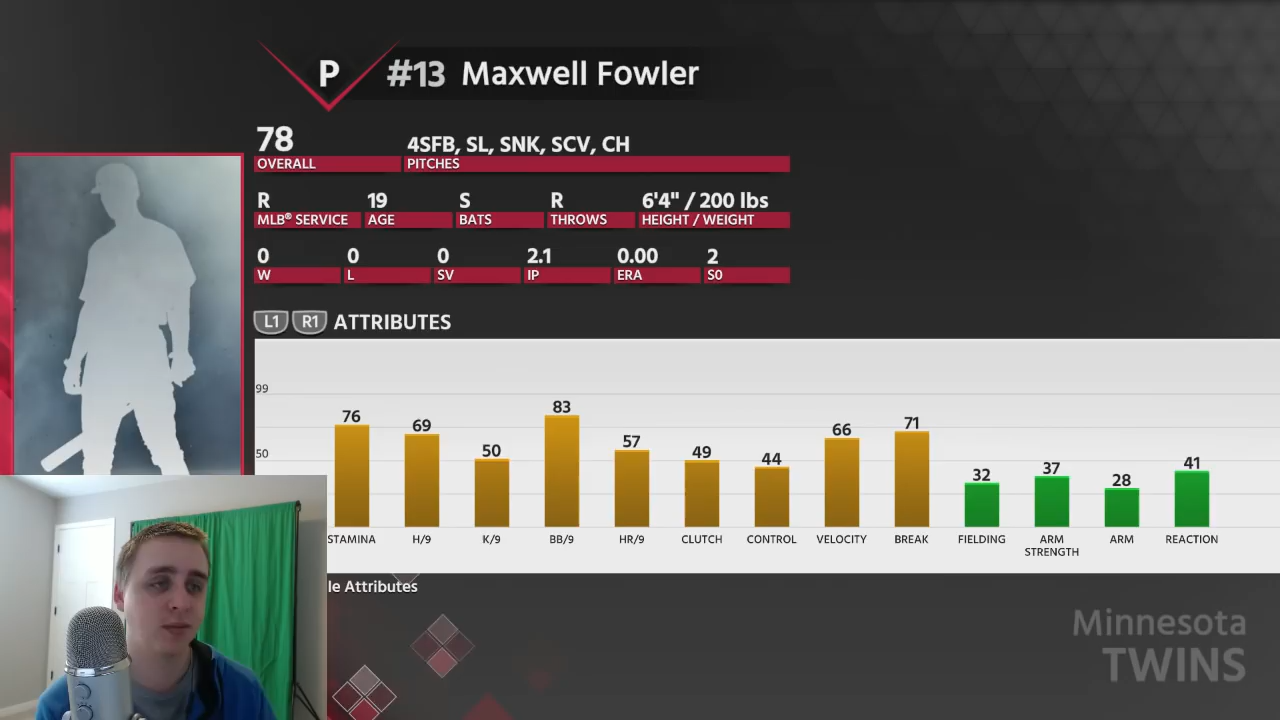 P #13 Maxwell Fowler
78 4SFB, SL, SNK, SCV, CH
OVERALL PITCHES
R 19 S R 6'4" / 200 lbs
MLB® SERVICE AGE BATS THROWS HEIGHT / WEIGHT
0 0 0 2.1 0.00 2
W L SV IP ERA SO
L1 R1 ATTRIBUTES
99
50
76 69 50 83 57 49 44 66 71 32 37 28 41
STAMINA H/9 K/9 BB/9 HR/9 CLUTCH CONTROL VELOCITY BREAK FIELDING ARM STRENGTH ARM REACTION
le Attributes
Minnesota
TWINS